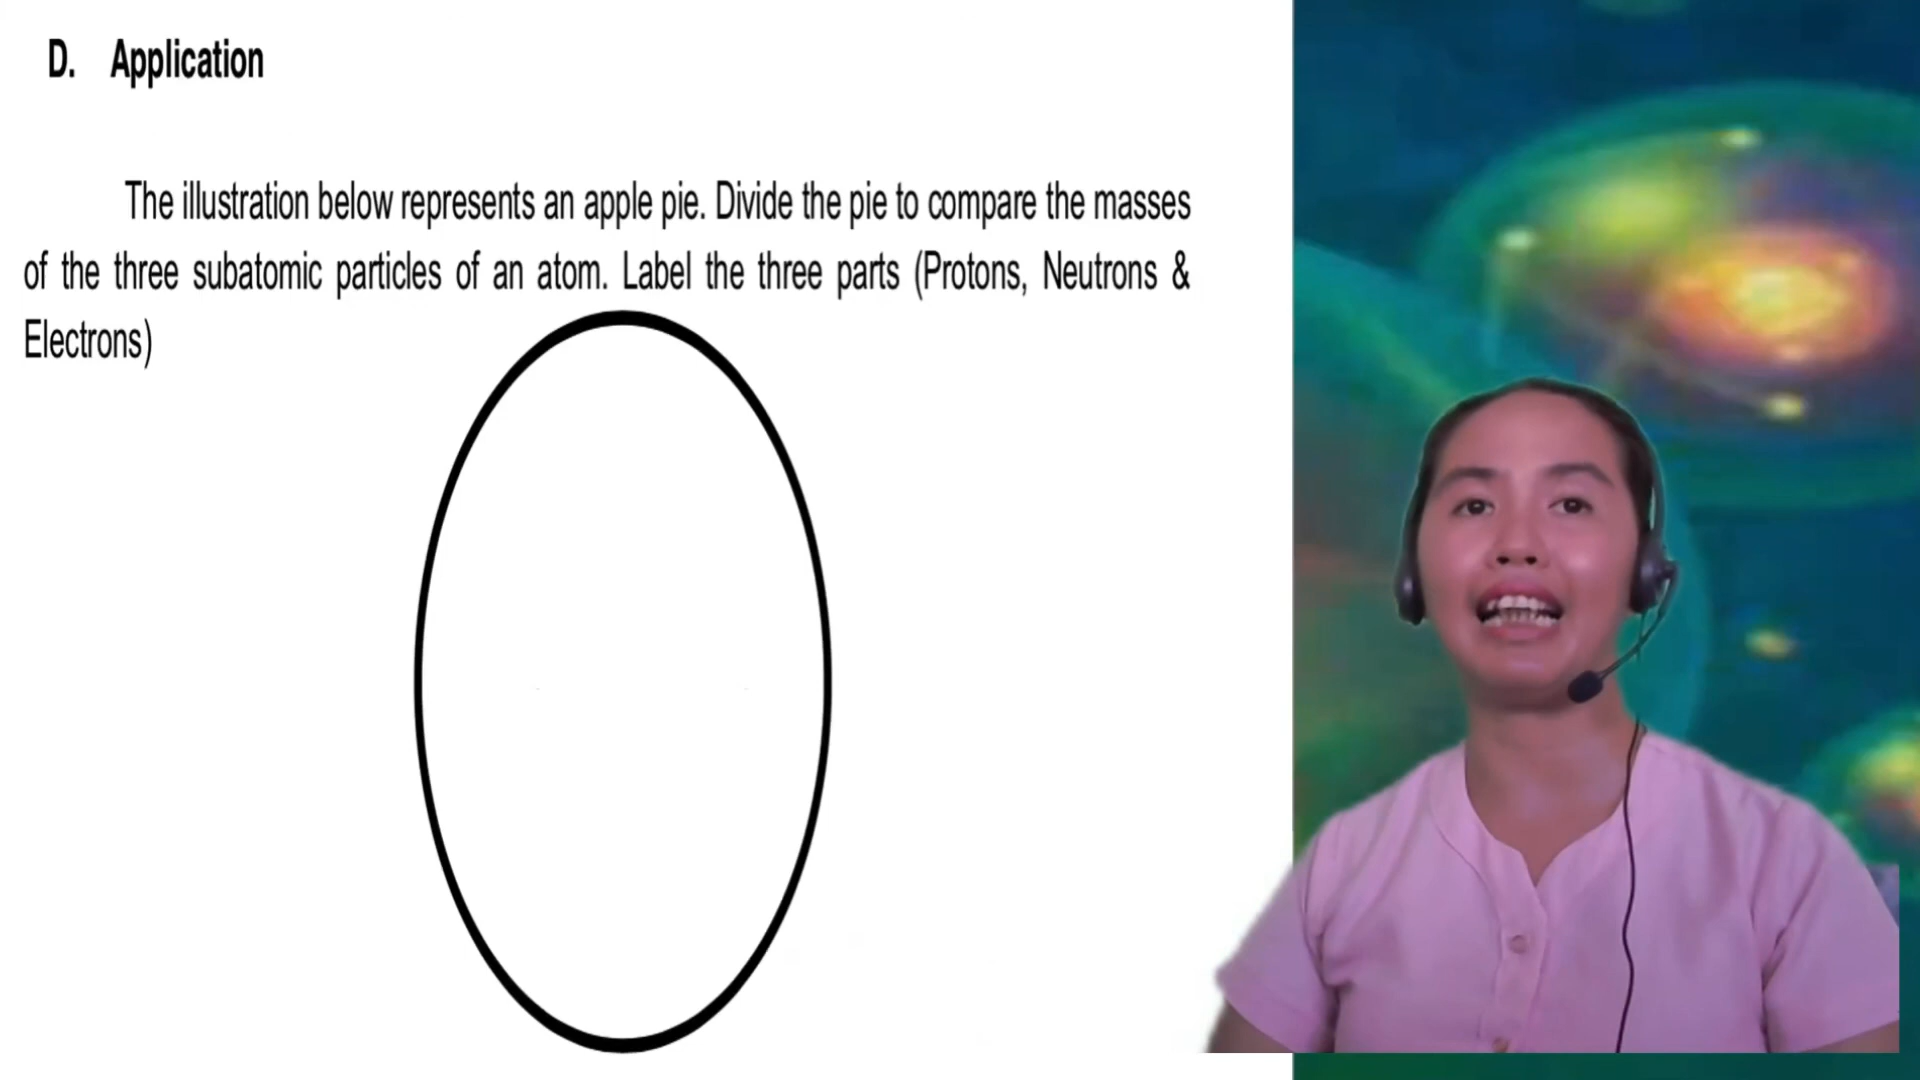 D. Application
The illustration below represents an apple pie. Divide the pie to compare the masses
of the three subatomic particles of an atom. Label the three parts (Protons, Neutrons &
Electrons)